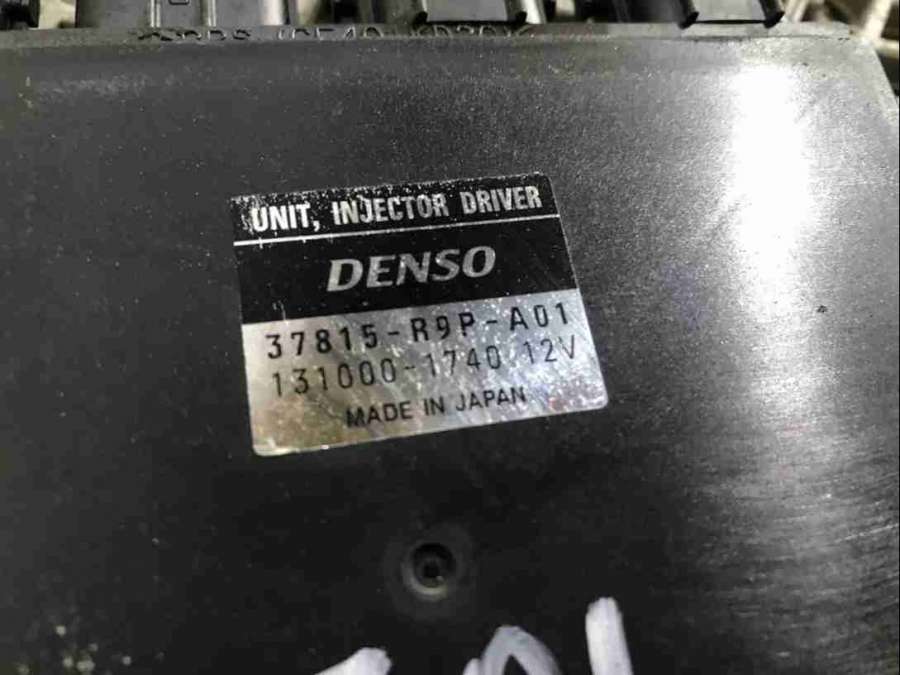 UNIT, INJECTOR DRIVER
DENSO
37815-R9P-A01
131000-1740 12V
MADE IN JAPAN